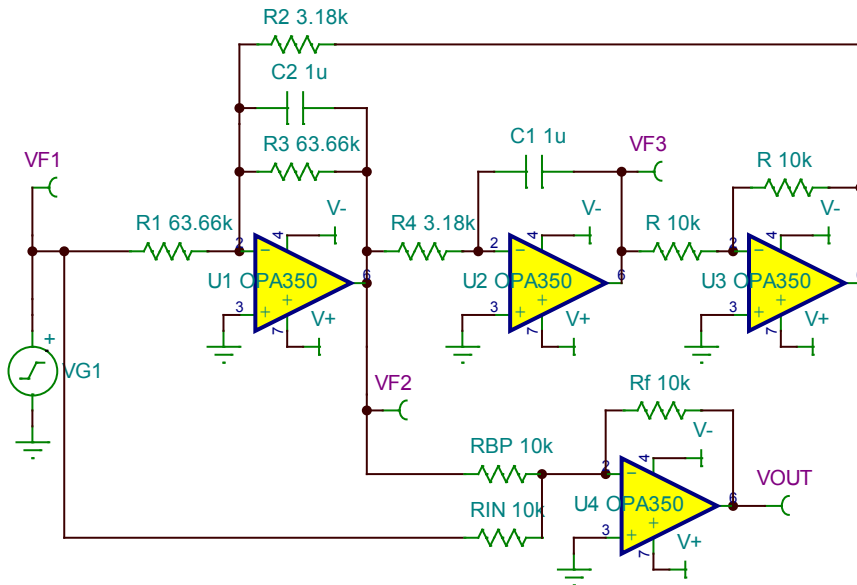 R2 3.18k
C2 1u
R3 63.66k
C1 1u
VF1
VF3
R 10k
R1 63.66k
V-
R4 3.18k
V-
R 10k
V-
2
4
2
4
2
4
U1 OPA350
6
U2 OPA350
6
U3 OPA350
3
7
3
7
3
7
V+
V+
V+
VG1
VF2
Rf 10k
V-
RBP 10k
2
4
VOUT
RIN 10k
U4 OPA350
6
3
7
V+